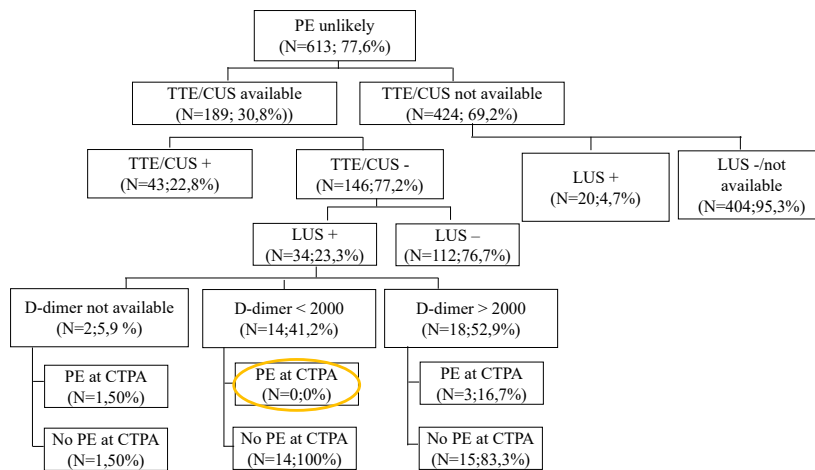 PE unlikely
(N=613; 77,6%)
TTE/CUS available
(N=189; 30,8%))
TTE/CUS not available
(N=424; 69,2%)
TTE/CUS +
(N=43;22,8%)
TTE/CUS -
(N=146;77,2%)
LUS +
(N=20;4,7%)
LUS -/not
available
(N=404;95,3%)
LUS +
(N=34;23,3%)
LUS –
(N=112;76,7%)
D-dimer not available
(N=2;5,9 %)
D-dimer < 2000
(N=14;41,2%)
D-dimer > 2000
(N=18;52,9%)
PE at CTPA
(N=1,50%)
PE at CTPA
(N=0;0%)
PE at CTPA
(N=3;16,7%)
No PE at CTPA
(N=1,50%)
No PE at CTPA
(N=14;100%)
No PE at CTPA
(N=15;83,3%)